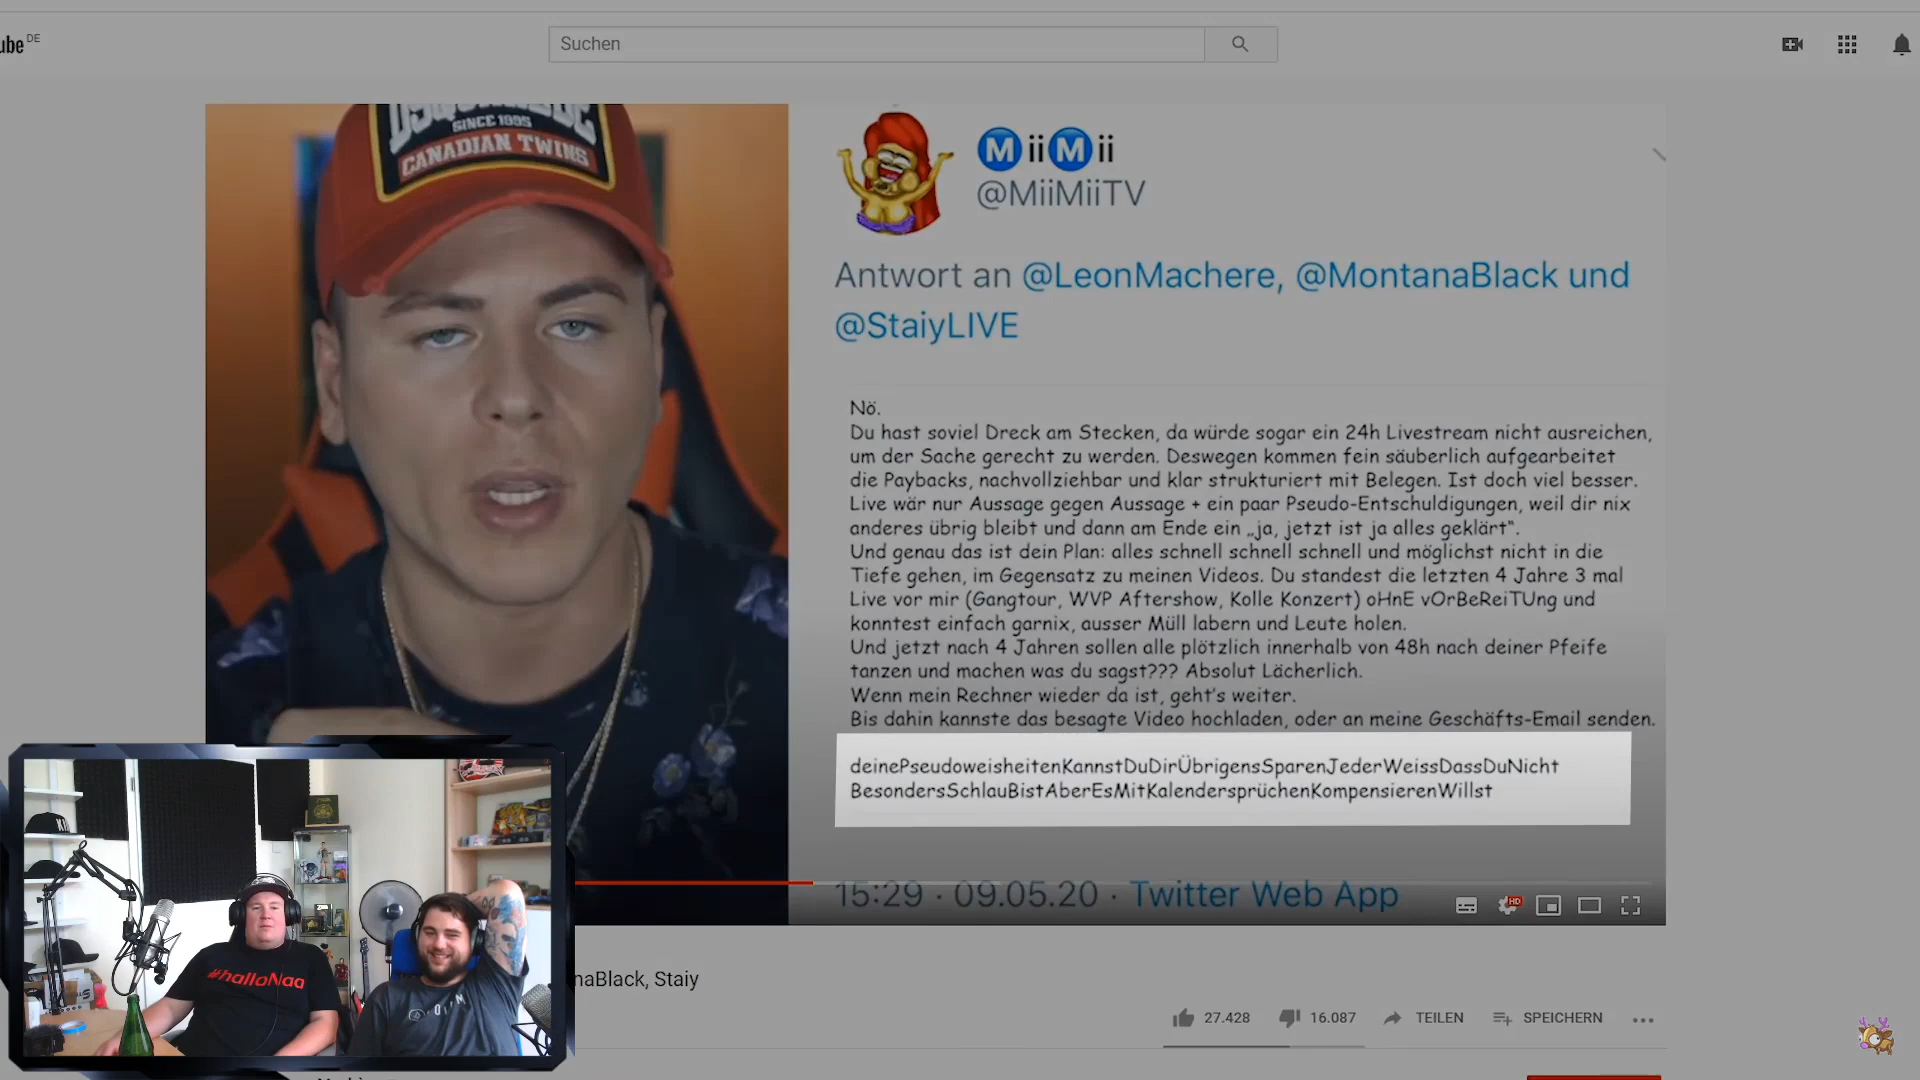 ube DE
Suchen
SINCE 1995
CANADIAN TWINS
MiiMii
@MiiMiiTV
Antwort an @LeonMachere, @MontanaBlack und
@StaiyLIVE
Nö.
Du hast soviel Dreck am Stecken, da würde sogar ein 24h Livestream nicht ausreichen,
um der Sache gerecht zu werden. Deswegen kommen fein säuberlich aufgearbeitet
die Paybacks, nachvollziehbar und klar strukturiert mit Belegen. Ist doch viel besser.
Live wär nur Aussage gegen Aussage + ein paar Pseudo-Entschuldigungen, weil dir nix
anderes übrig bleibt und dann am Ende ein „ja, jetzt ist ja alles geklärt“.
Und genau das ist dein Plan: alles schnell schnell schnell und möglichst nicht in die
Tiefe gehen, im Gegensatz zu meinen Videos. Du standest die letzten 4 Jahre 3 mal
Live vor mir (Gangtour, WVP Aftershow, Kolle Konzert) oHnE vOrBeReiTUng und
konntest einfach garnix, ausser Müll labern und Leute holen.
Und jetzt nach 4 Jahren sollen alle plötzlich innerhalb von 48h nach deiner Pfeife
tanzen und machen was du sagst??? Absolut Lächerlich.
Wenn mein Rechner wieder da ist, geht's weiter.
Bis dahin kannste das besagte Video hochladen, oder an meine Geschäfts-Email senden.
deinePseudoweisheitenKannstDuDirÜbrigensSparenJederWeissDassDuNicht
BesondersSchlauBistAberEsMitKalendersprüchenKompensierenWillst
15:29 · 09.05.20 · Twitter Web App
HD
#halloNaa
naBlack, Staiy
27.428 16.087 TEILEN SPEICHERN